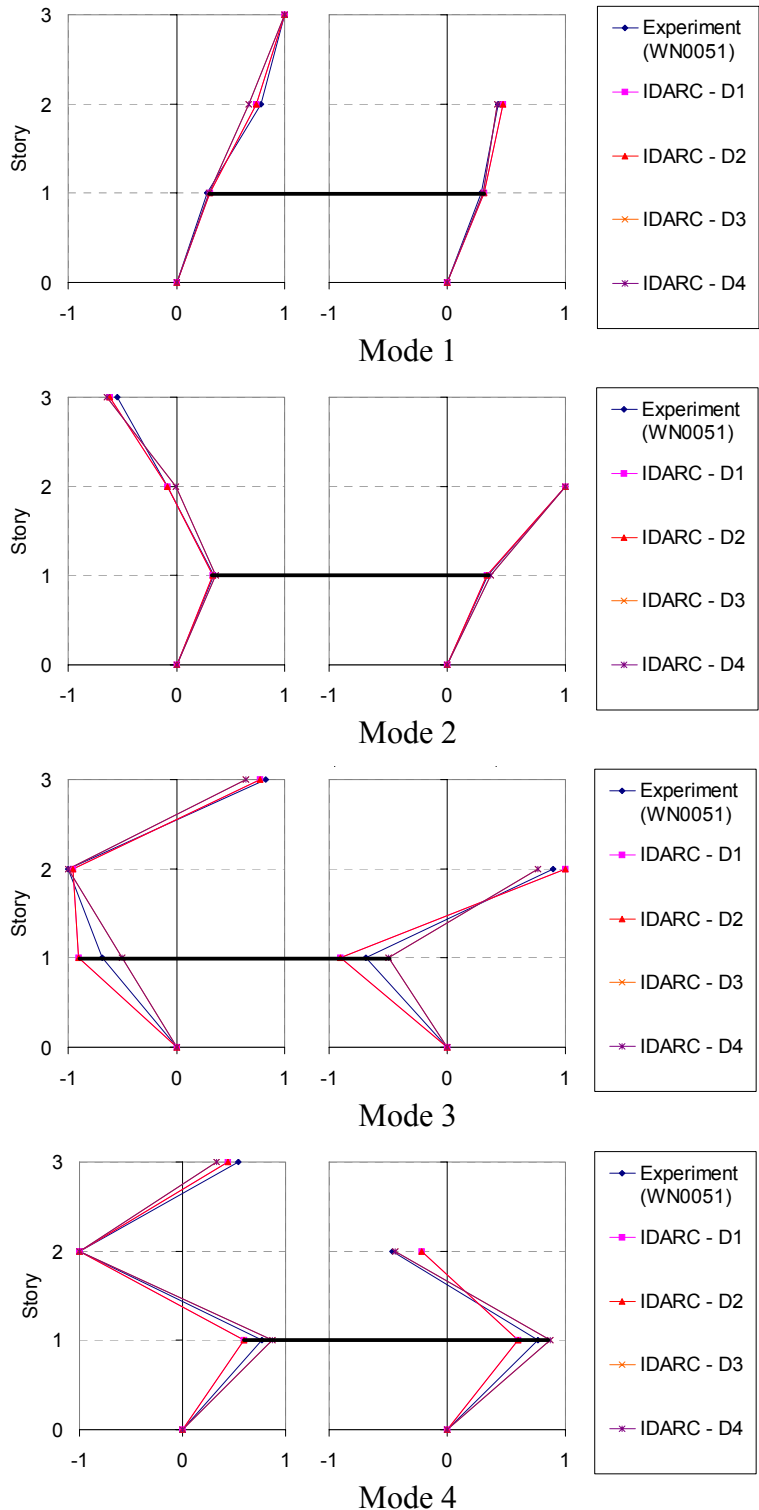 3
2
1
0
Story
-1
0
1
-1
0
1
Experiment
(WN0051)
IDARC - D1
IDARC - D2
IDARC - D3
IDARC - D4
Mode 1
3
2
1
0
Story
-1
0
1
-1
0
1
Experiment
(WN0051)
IDARC - D1
IDARC - D2
IDARC - D3
IDARC - D4
Mode 2
3
2
1
0
Story
-1
0
1
-1
0
1
Experiment
(WN0051)
IDARC - D1
IDARC - D2
IDARC - D3
IDARC - D4
Mode 3
3
2
1
0
Story
-1
0
1
-1
0
1
Experiment
(WN0051)
IDARC - D1
IDARC - D2
IDARC - D3
IDARC - D4
Mode 4